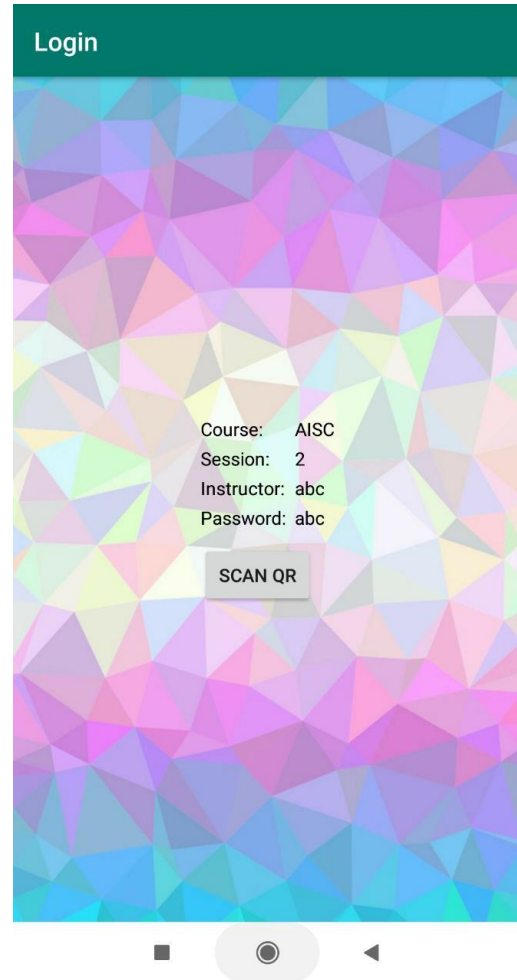 Login
Course: AISC
Session: 2
Instructor: abc
Password: abc
SCAN QR